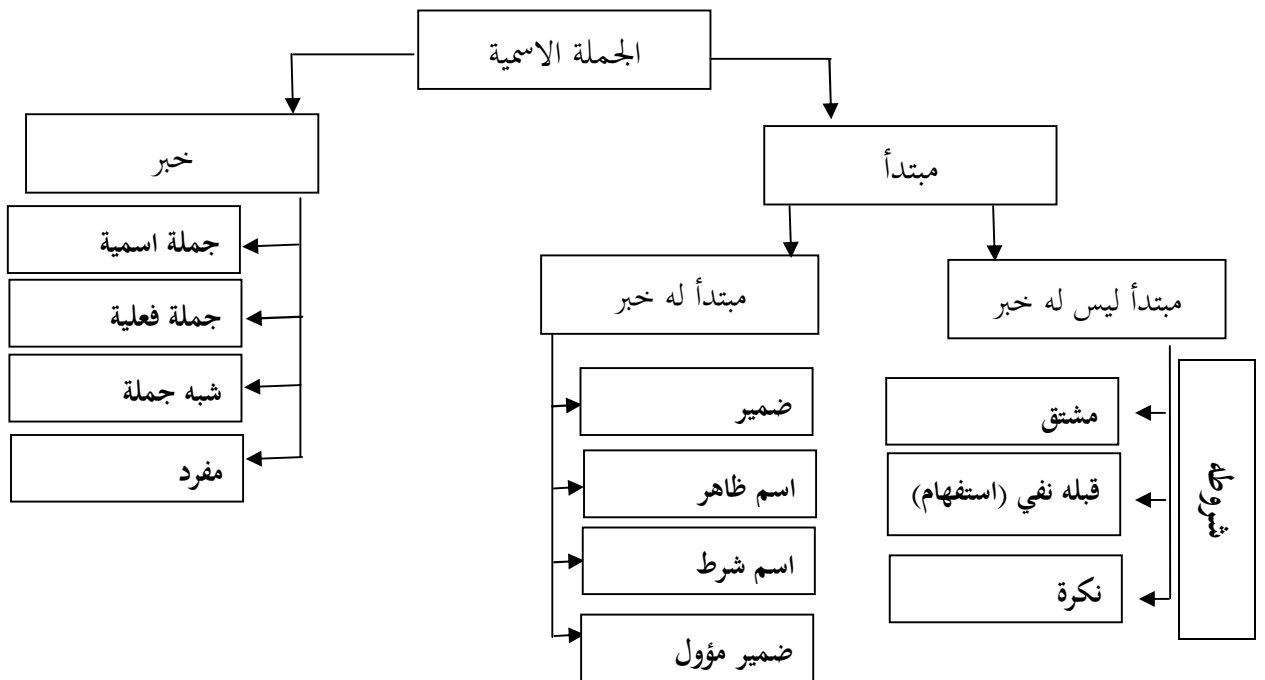 الجملة الاسمية
مبتدأ
خبر
مبتدأ ليس له خبر
شروطه
مشتق
قبله نفي (استفهام)
نكرة
مبتدأ له خبر
ضمير
اسم ظاهر
اسم شرط
ضمير مؤول
جملة اسمية
جملة فعلية
شبه جملة
مفرد